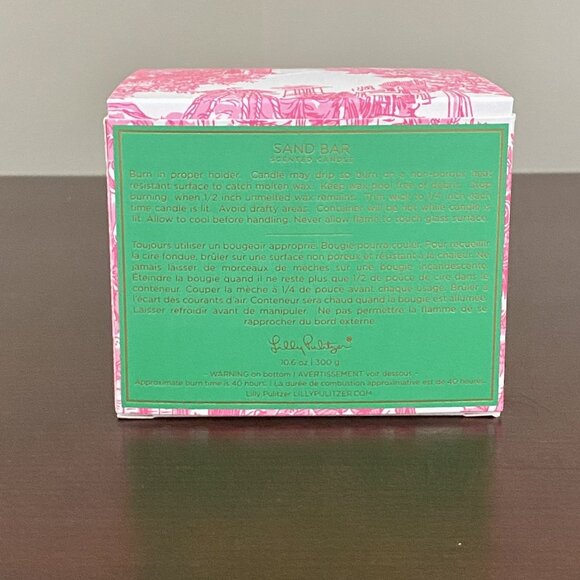 SAND BAR
SCENTED CANDLE
Burn in proper holder. Candle may drip so burn on a non-porous, heat
resistant surface to catch molten wax. Keep wax pool free of debris. Stop
burning, when 1/2 inch unmelted wax remains. Trim wick to 1/4 inch each
time candle is lit. Avoid drafty areas. Container will be hot while candle is
lit. Allow to cool before handling. Never allow flame to touch glass surface.
Toujours utiliser un bougeoir approprié. Bougie pourra couler. Pour recueillir
la cire fondue, brûler sur une surface non poreux et résistant à la chaleur. Ne
jamais laisser de morceaux de mèches sur une bougie incandescente.
Éteindre la bougie quand il ne reste plus que 1/2 de pouce de cire dans le
conteneur. Couper la mèche à 1/4 de pouce avant chaque usage. Brûler à
l'écart des courants d'air. Conteneur sera chaud quand la bougie est allumée.
Laisser refroidir avant de manipuler. Ne pas permettre la flamme de se
rapprocher du bord externe.
Lilly Pulitzer
10.6 oz | 300 g
- WARNING on bottom | AVERTISSEMENT voir dessous -
Approximate burn time is 40 hours. | La durée de combustion approximative est de 40 heures.
Lilly Pulitzer LILLYPULITZER.COM